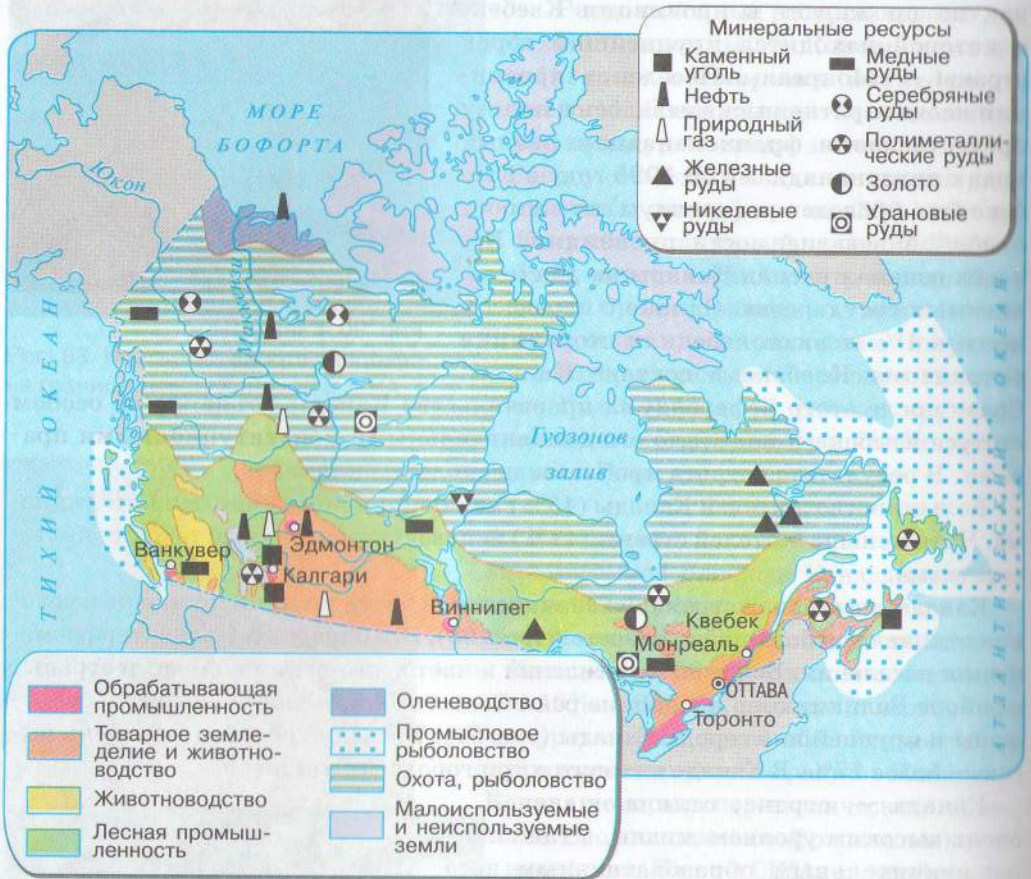 Минеральные ресурсы
Каменный
уголь
Нефть
Природный
газ
Железные
руды
Никелевые
руды
Медные
руды
Серебряные
руды
Полиметалли-
ческие руды
Золото
Урановые
руды
МОРЕ
БОФОРТА
Юкон
Маккензи
ТИХИЙ ОКЕАН
Гудзонов
залив
АТЛАНТИЧЕСКИЙ ОКЕАН
Ванкувер
Эдмонтон
Калгари
Виннипег
Квебек
Монреаль
ОТТАВА
Торонто
Обрабатывающая
промышленность
Товарное земле-
делие и животно-
водство
Животноводство
Лесная промыш-
ленность
Оленеводство
Промысловое
рыболовство
Охота, рыболовство
Малоиспользуемые
и неиспользуемые
земли